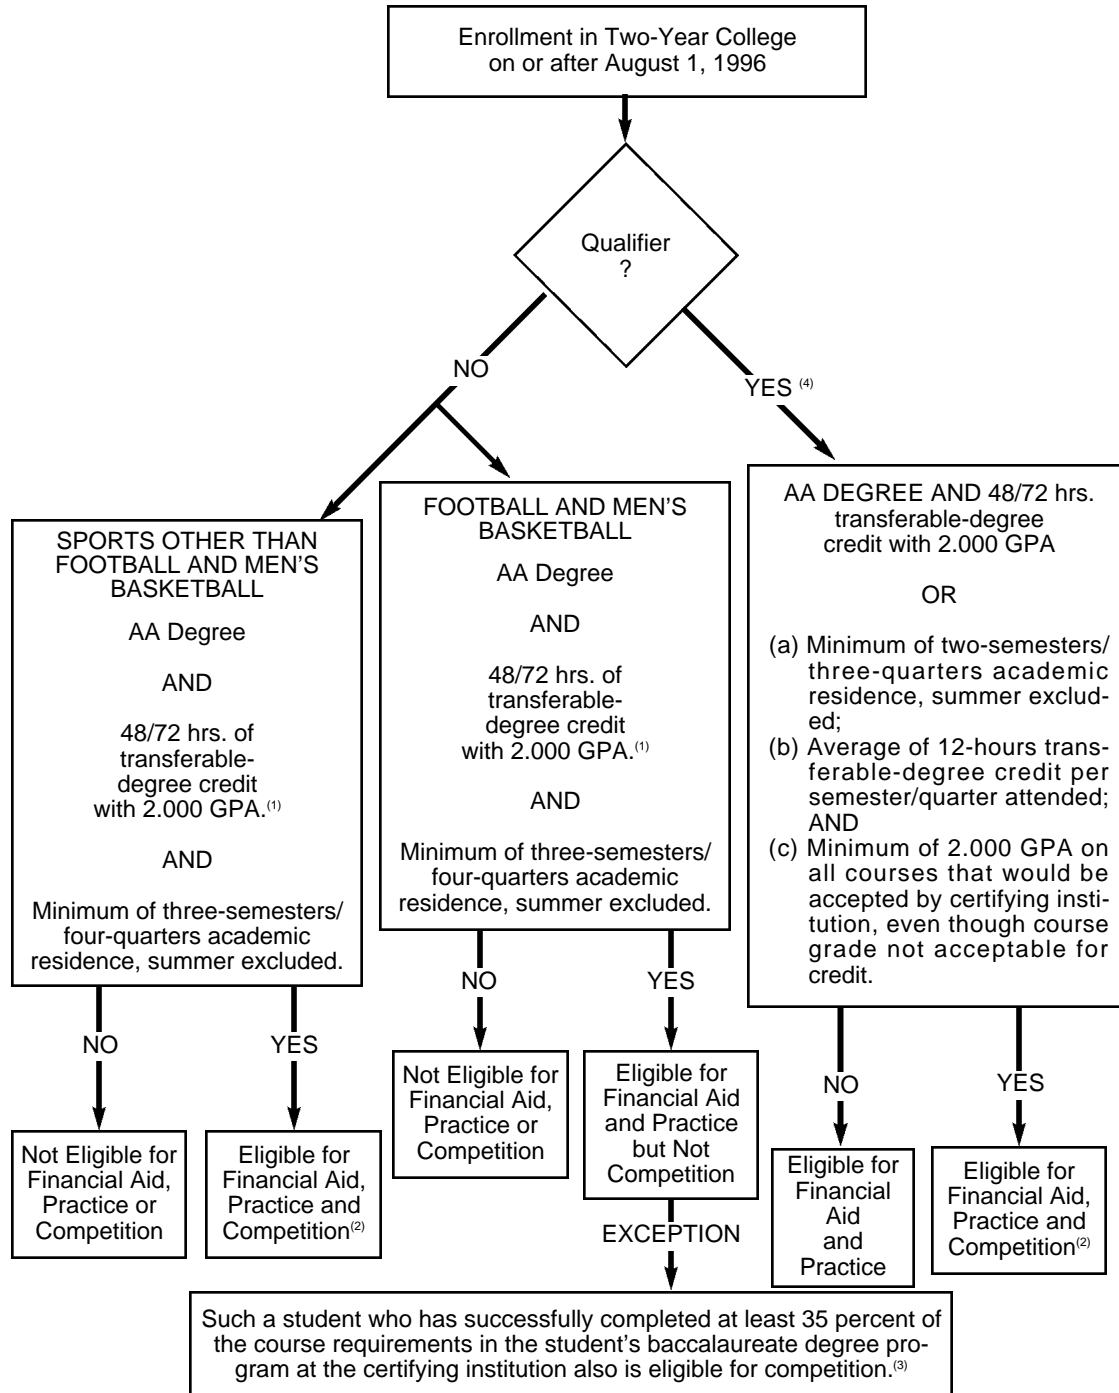 Enrollment in Two-Year College
on or after August 1, 1996
Qualifier
?
NO
YES (4)
SPORTS OTHER THAN
FOOTBALL AND MEN'S
BASKETBALL
AA Degree
AND
48/72 hrs. of
transferable-
degree credit
with 2.000 GPA.(1)
AND
Minimum of three-semesters/
four-quarters academic
residence, summer excluded.
FOOTBALL AND MEN'S
BASKETBALL
AA Degree
AND
48/72 hrs. of
transferable-
degree credit
with 2.000 GPA.(1)
AND
Minimum of three-semesters/
four-quarters academic
residence, summer excluded.
AA DEGREE AND 48/72 hrs.
transferable-degree
credit with 2.000 GPA
OR
(a) Minimum of two-semesters/
three-quarters academic
residence, summer exclud-
ed;
(b) Average of 12-hours trans-
ferable-degree credit per
semester/quarter attended;
AND
(c) Minimum of 2.000 GPA on
all courses that would be
accepted by certifying insti-
tution, even though course
grade not acceptable for
credit.
NO
YES
NO
YES
NO
YES
Not Eligible for
Financial Aid,
Practice or
Competition
Eligible for
Financial Aid,
Practice and
Competition(2)
Not Eligible for
Financial Aid,
Practice or
Competition
Eligible for
Financial Aid
and Practice
but Not
Competition
Eligible for
Financial
Aid
and
Practice
Eligible for
Financial Aid,
Practice and
Competition(2)
EXCEPTION
Such a student who has successfully completed at least 35 percent of
the course requirements in the student's baccalaureate degree pro-
gram at the certifying institution also is eligible for competition.(3)